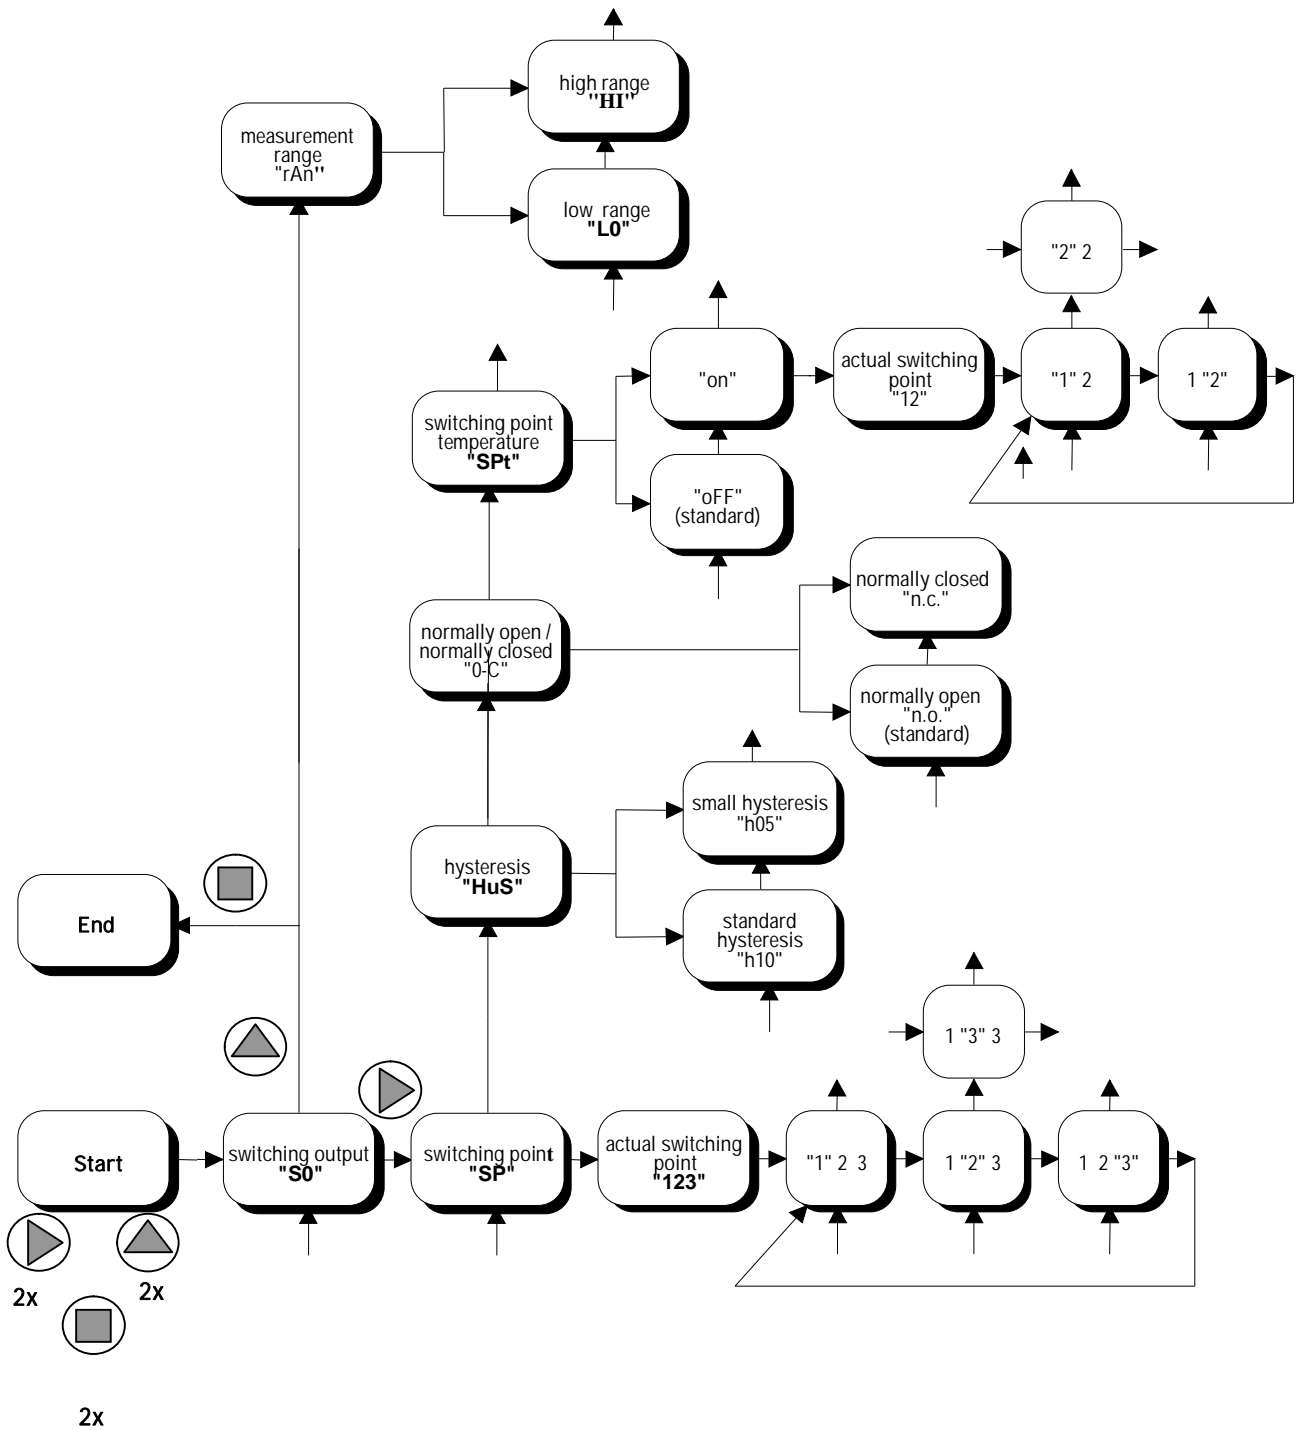 high range
"HI"
measurement
range
"rAn"
low range
"L0"
"2" 2
"on"
actual switching
point
"12"
"1" 2
1 "2"
switching point
temperature
"SPt"
"oFF"
(standard)
normally closed
"n.c."
normally open /
normally closed
"0-C"
normally open
"n.o."
(standard)
small hysteresis
"h05"
hysteresis
"HuS"
End
standard
hysteresis
"h10"
1 "3" 3
Start
switching output
"S0"
switching point
"SP"
actual switching
point
"123"
"1" 2 3
1 "2" 3
1 2 "3"
2x
2x
2x